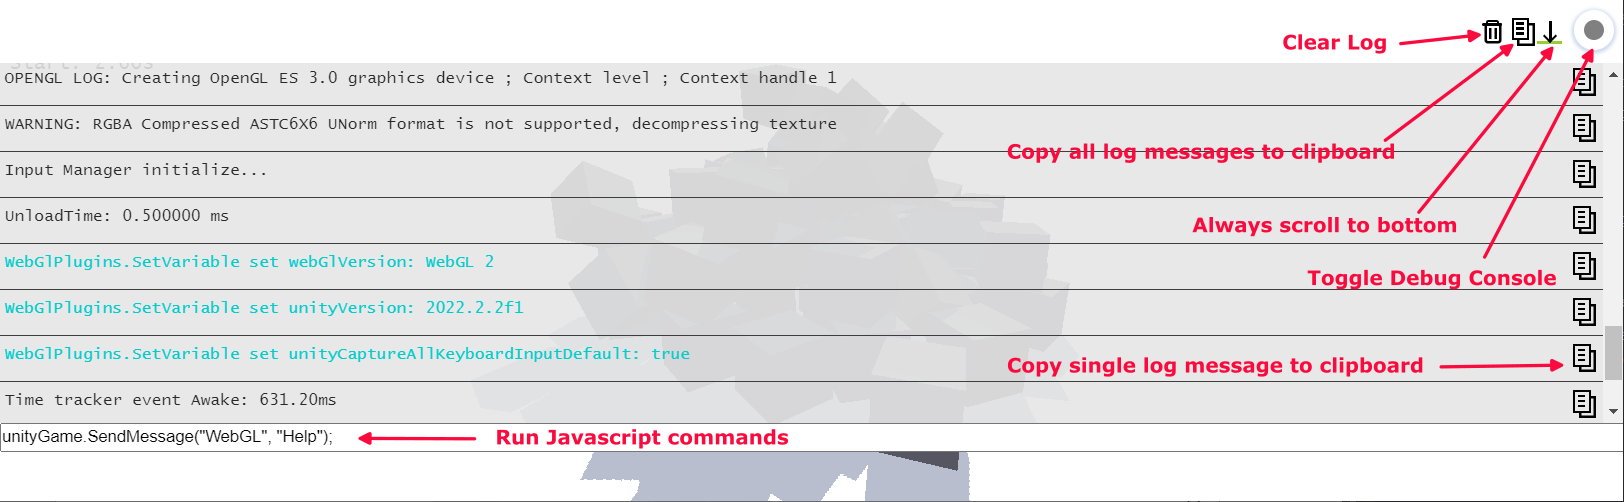 Clear Log
Start: 2.00s
OPENGL LOG: Creating OpenGL ES 3.0 graphics device ; Context level ; Context handle 1
WARNING: RGBA Compressed ASTC6X6 UNorm format is not supported, decompressing texture
Copy all log messages to clipboard
Input Manager initialize...
UnloadTime: 0.500000 ms
Always scroll to bottom
WebGlPlugins.SetVariable set webGlVersion: WebGL 2
Toggle Debug Console
WebGlPlugins.SetVariable set unityVersion: 2022.2.2f1
WebGlPlugins.SetVariable set unityCaptureAllKeyboardInputDefault: true
Copy single log message to clipboard
Time tracker event Awake: 631.20ms
unityGame.SendMessage("WebGL", "Help");
Run Javascript commands